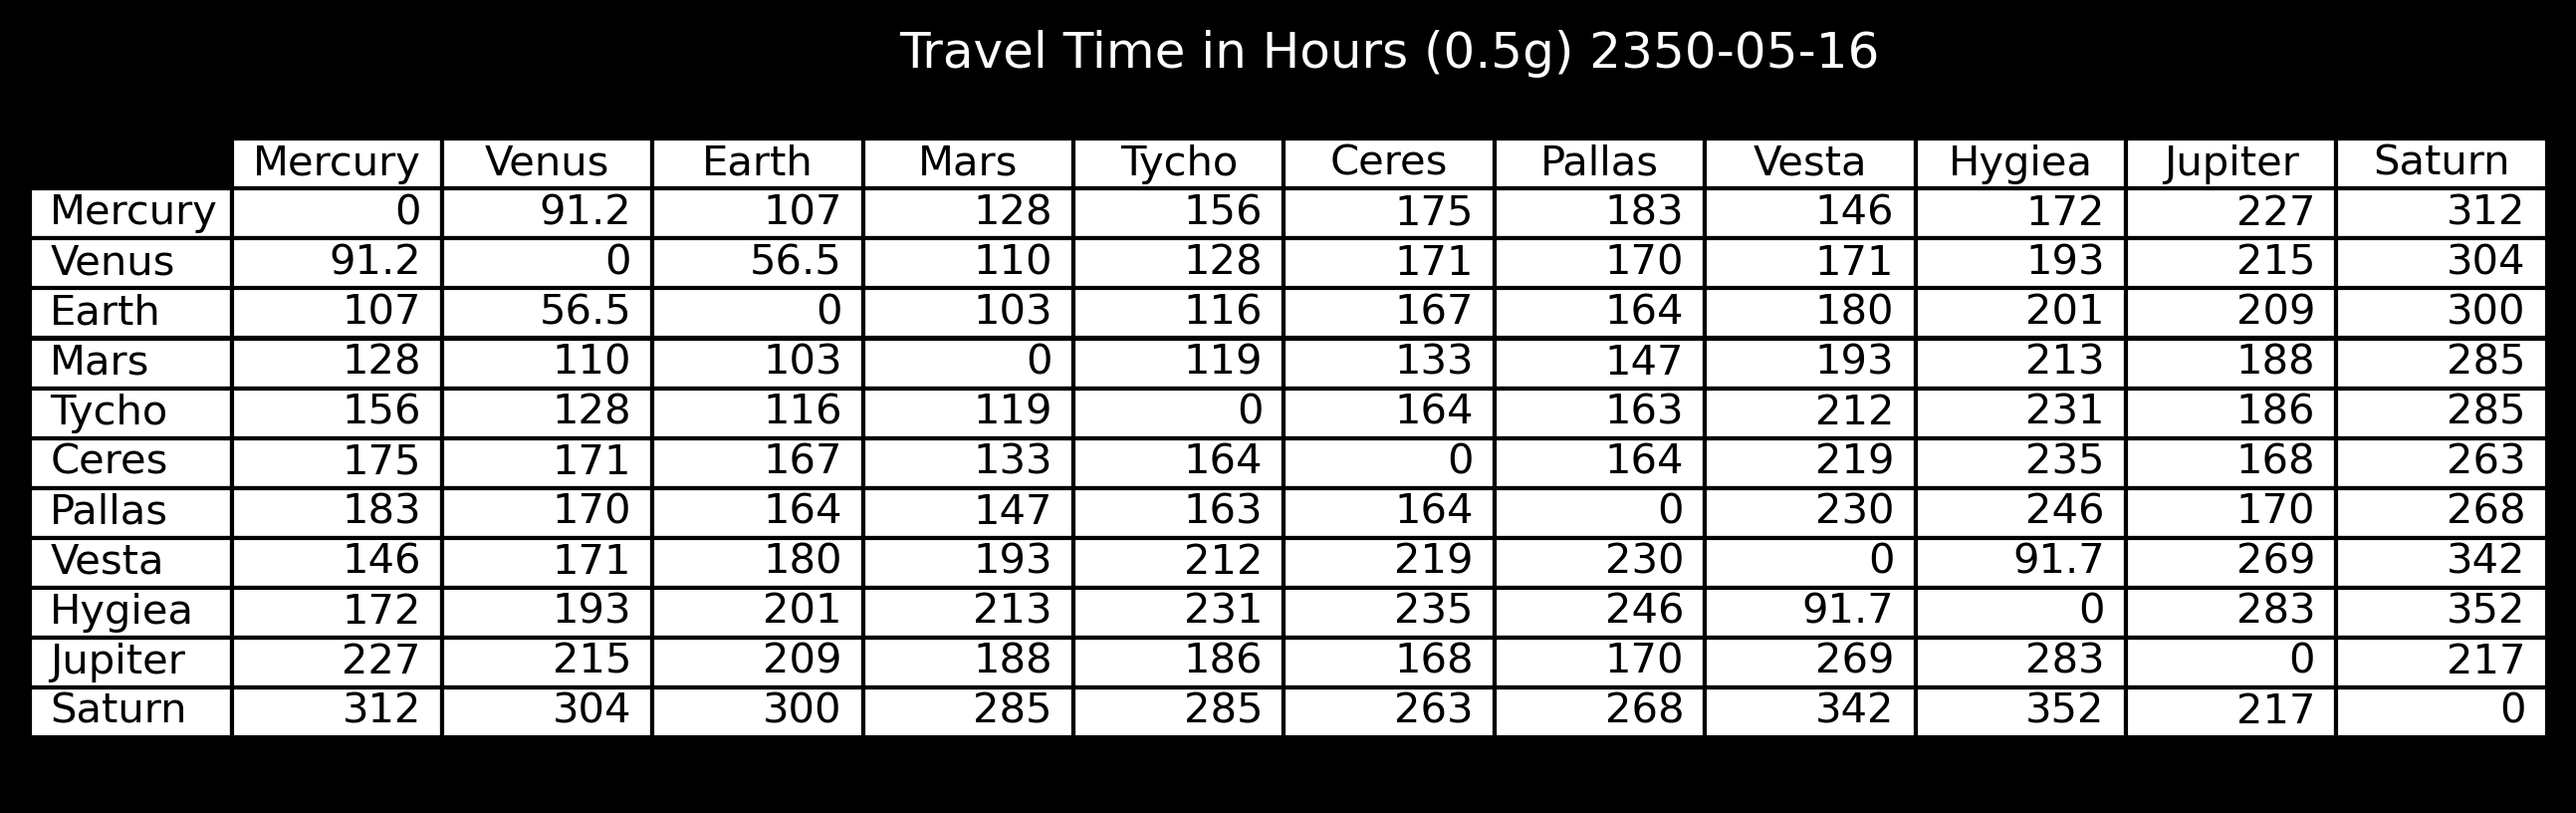 Travel Time in Hours (0.5g) 2350-05-16
Mercury Venus Earth Mars Tycho Ceres Pallas Vesta Hygiea Jupiter Saturn
Mercury 0 91.2 107 128 156 175 183 146 172 227 312
Venus 91.2 0 56.5 110 128 171 170 171 193 215 304
Earth 107 56.5 0 103 116 167 164 180 201 209 300
Mars 128 110 103 0 119 133 147 193 213 188 285
Tycho 156 128 116 119 0 164 163 212 231 186 285
Ceres 175 171 167 133 164 0 164 219 235 168 263
Pallas 183 170 164 147 163 164 0 230 246 170 268
Vesta 146 171 180 193 212 219 230 0 91.7 269 342
Hygiea 172 193 201 213 231 235 246 91.7 0 283 352
Jupiter 227 215 209 188 186 168 170 269 283 0 217
Saturn 312 304 300 285 285 263 268 342 352 217 0